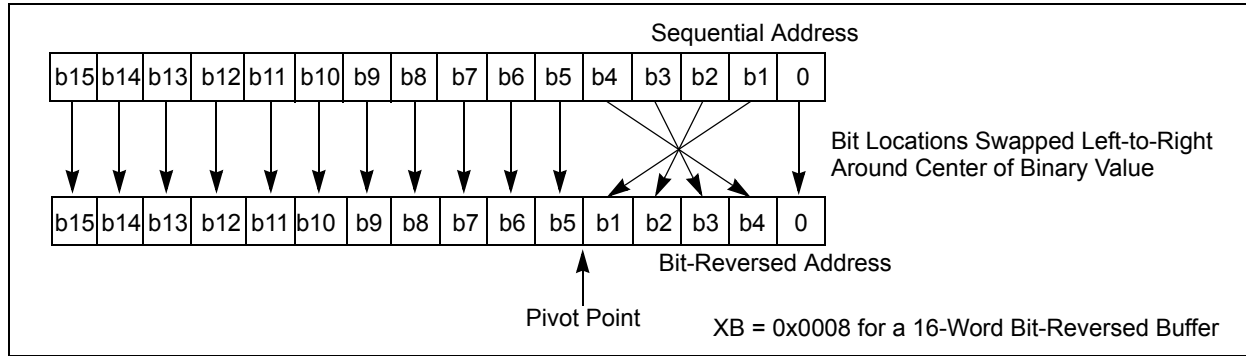 Sequential Address
b15 b14 b13 b12 b11 b10 b9 b8 b7 b6 b5 b4 b3 b2 b1 0
Bit Locations Swapped Left-to-Right
Around Center of Binary Value
b15 b14 b13 b12 b11 b10 b9 b8 b7 b6 b5 b1 b2 b3 b4 0
Bit-Reversed Address
Pivot Point
XB = 0x0008 for a 16-Word Bit-Reversed Buffer